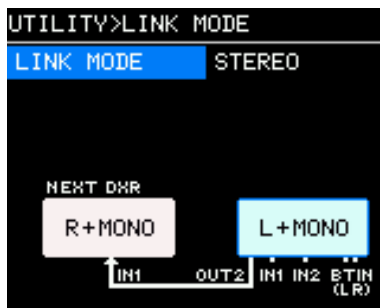 UTILITY>LINK MODE
LINK MODE STEREO
NEXT DXR
R+MONO L+MONO
IN1 OUT2 IN1 IN2 BTIN
(LR)